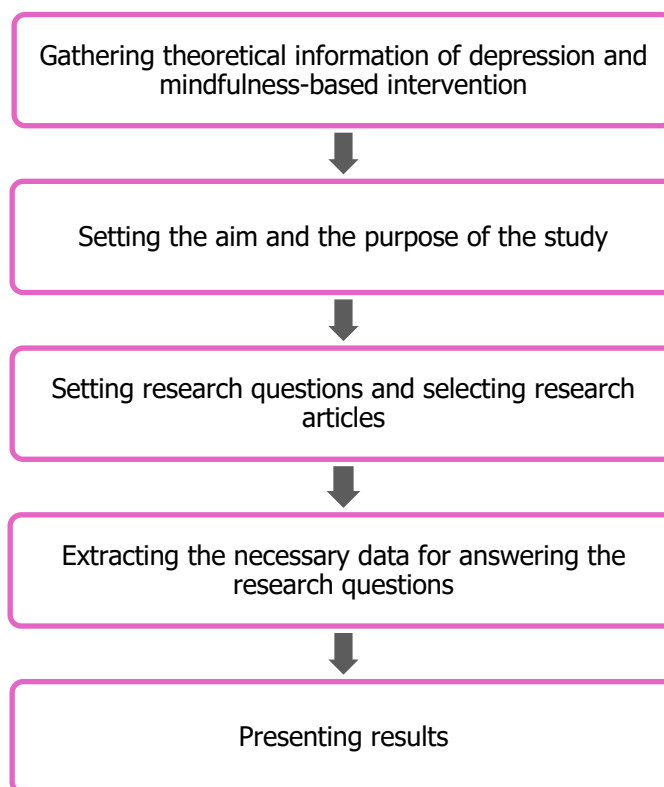 Gathering theoretical information of depression and
mindfulness-based intervention
Setting the aim and the purpose of the study
Setting research questions and selecting research
articles
Extracting the necessary data for answering the
research questions
Presenting results